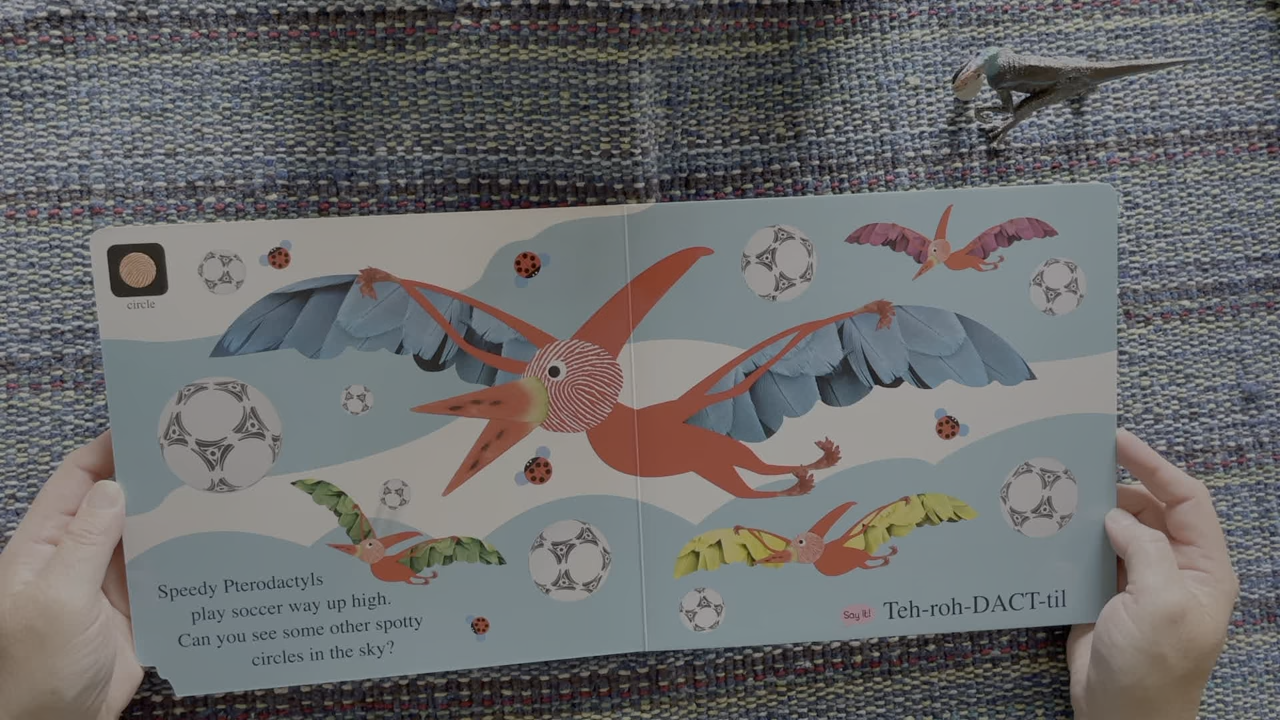 circle
Speedy Pterodactyls
play soccer way up high.
Can you see some other spotty
circles in the sky?
Say It! Teh-roh-DACT-til